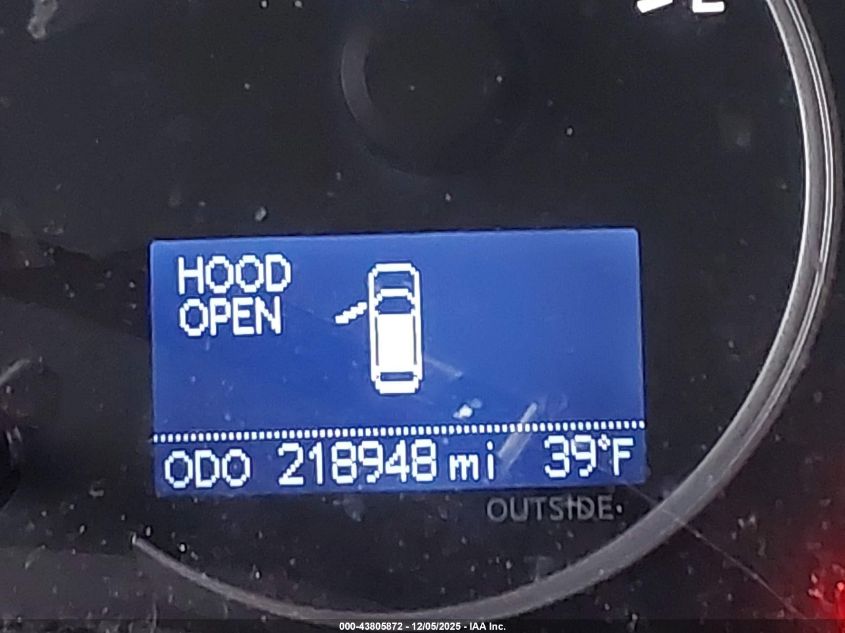 E
HOOD
OPEN
ODO 218948 mi 39°F
OUTSIDE
000-43805872 - 12/05/2025 - IAA Inc.